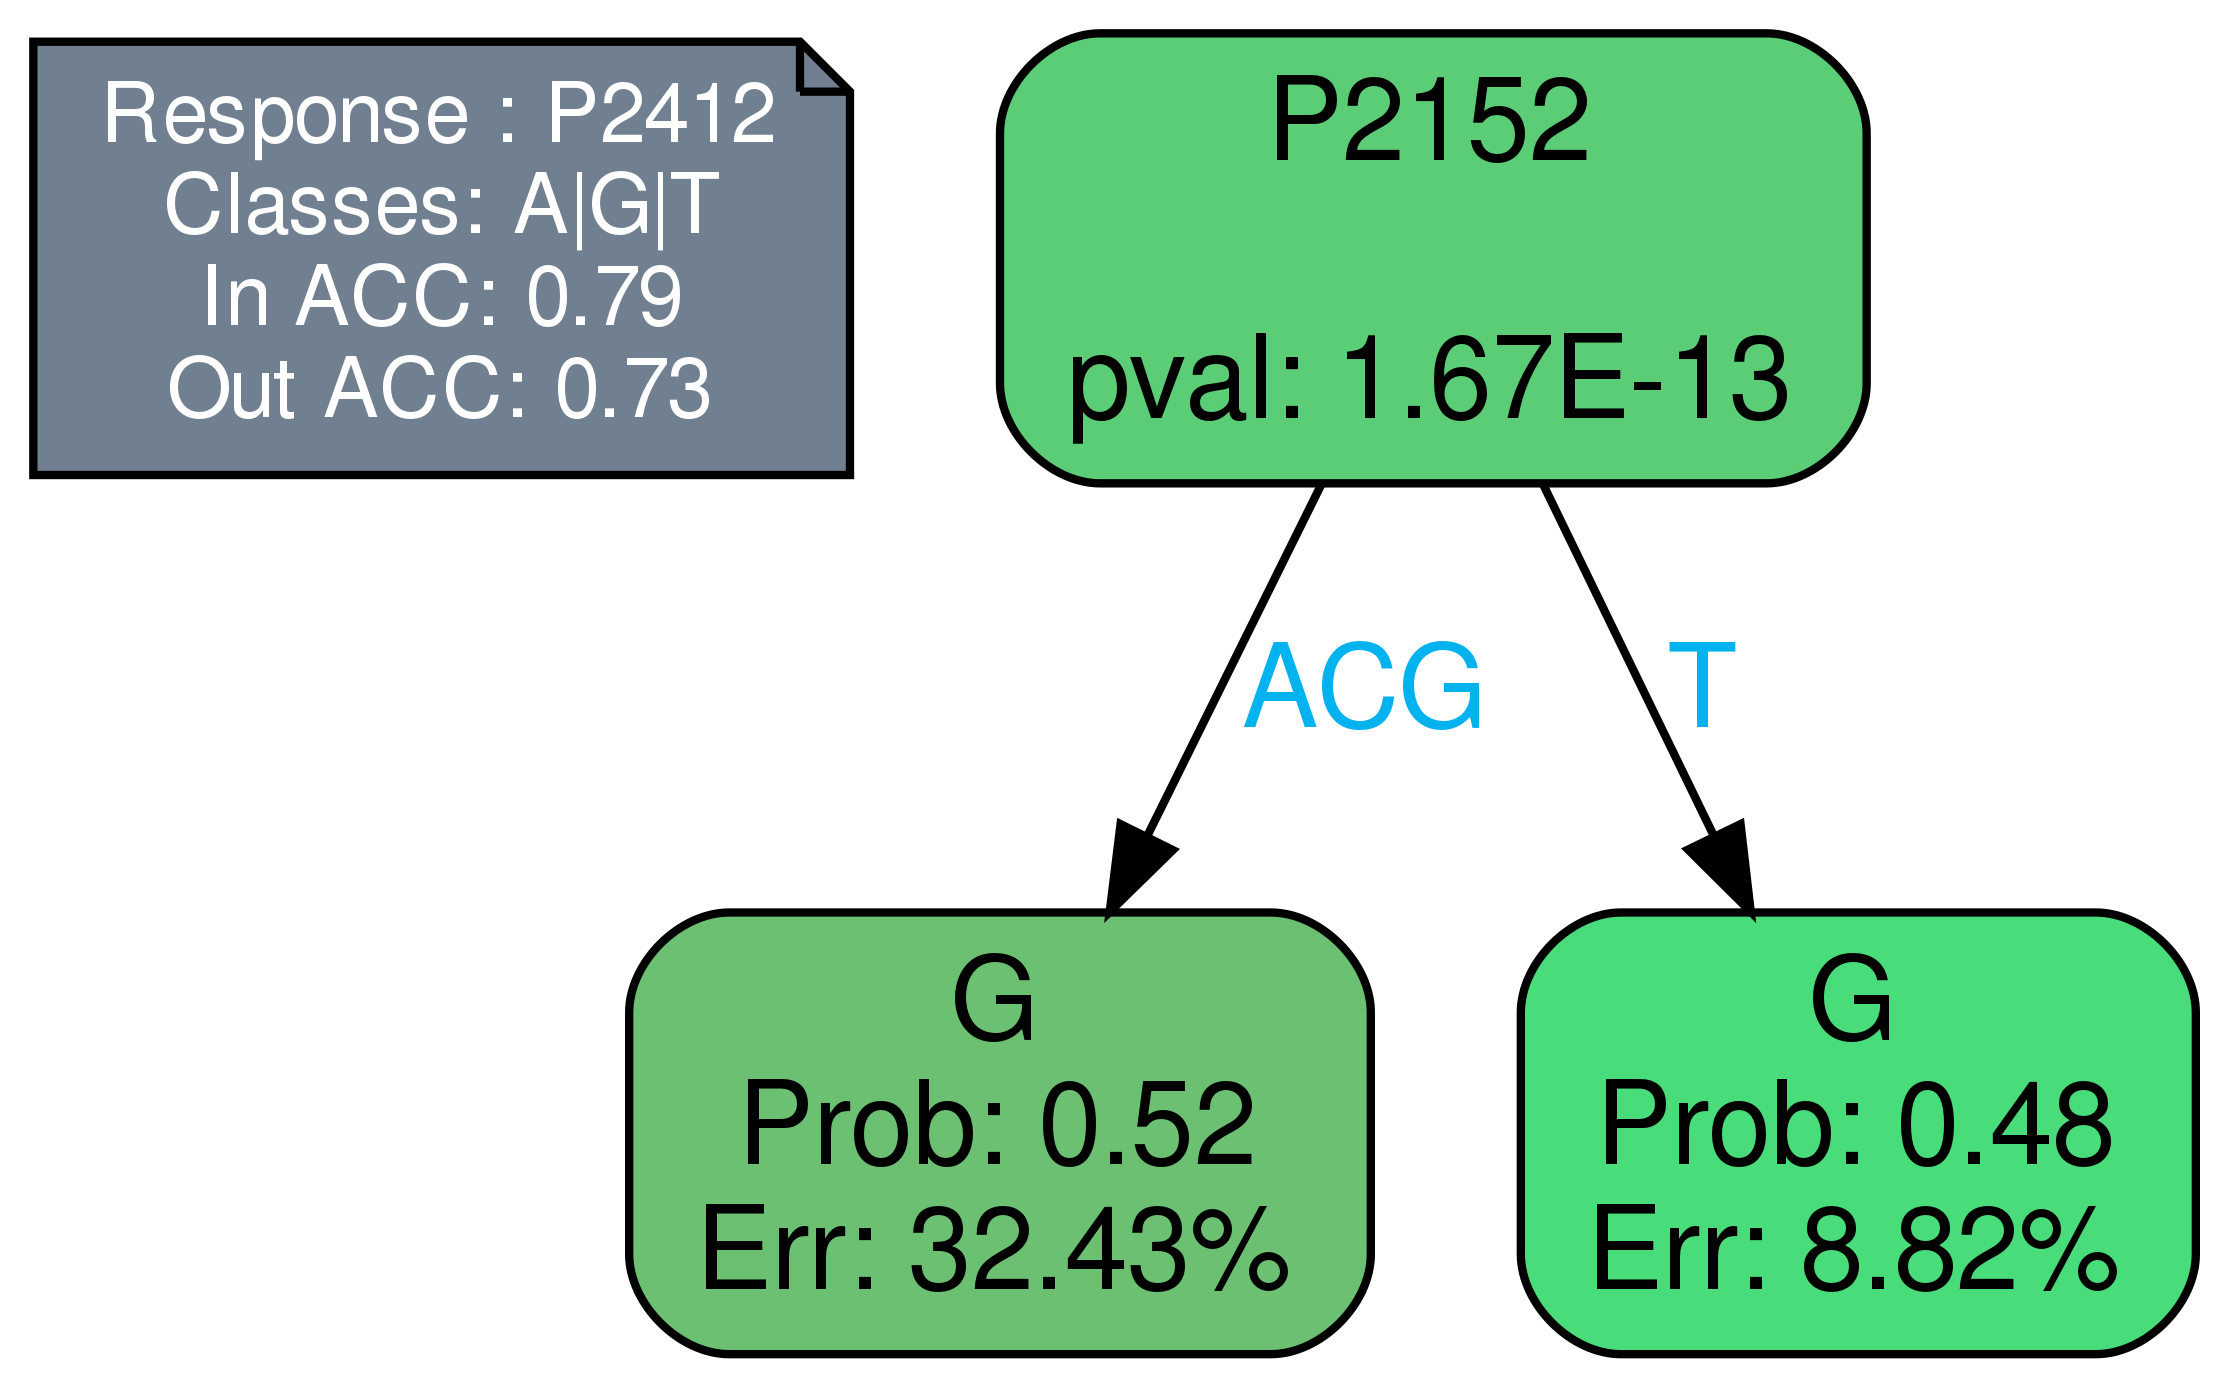 Response : P2412
Classes: A|G|T
In ACC: 0.79
Out ACC: 0.73
P2152
pval: 1.67E-13
ACG
T
G
Prob: 0.52
Err: 32.43%
G
Prob: 0.48
Err: 8.82%